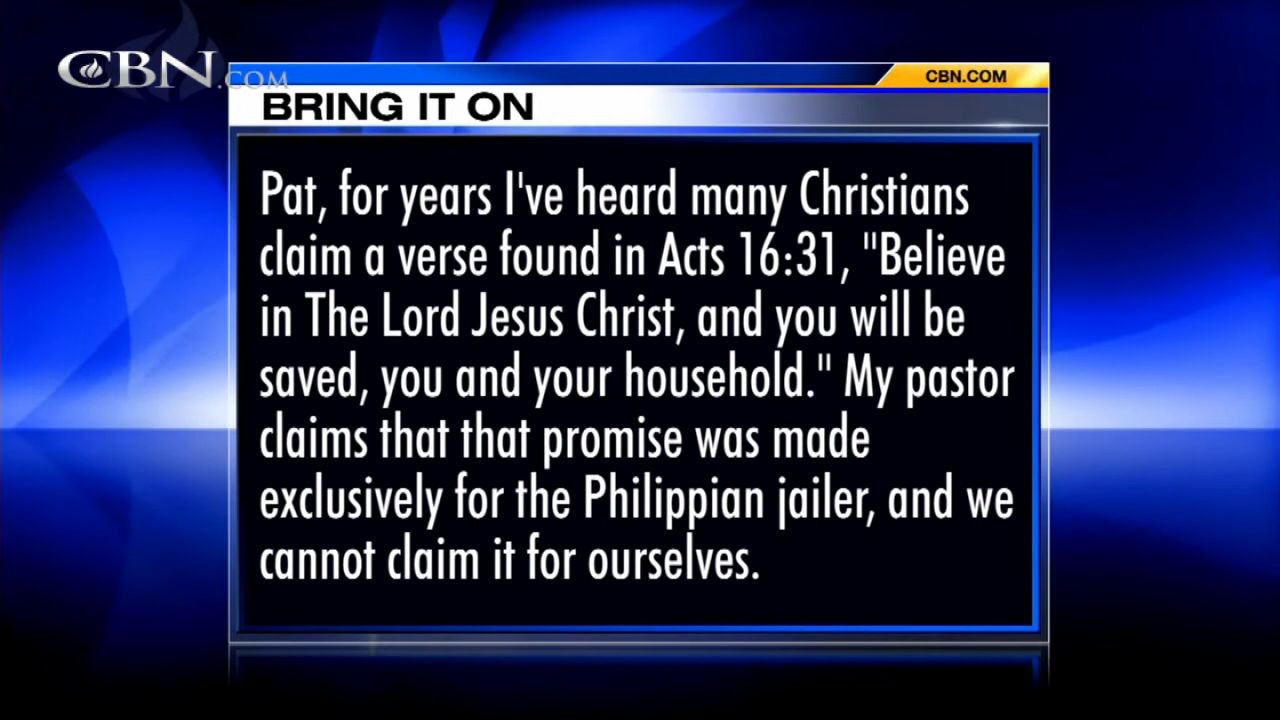 CBN.COM
CBN.COM
BRING IT ON
Pat, for years I've heard many Christians
claim a verse found in Acts 16:31, "Believe
in The Lord Jesus Christ, and you will be
saved, you and your household." My pastor
claims that that promise was made
exclusively for the Philippian jailer, and we
cannot claim it for ourselves.